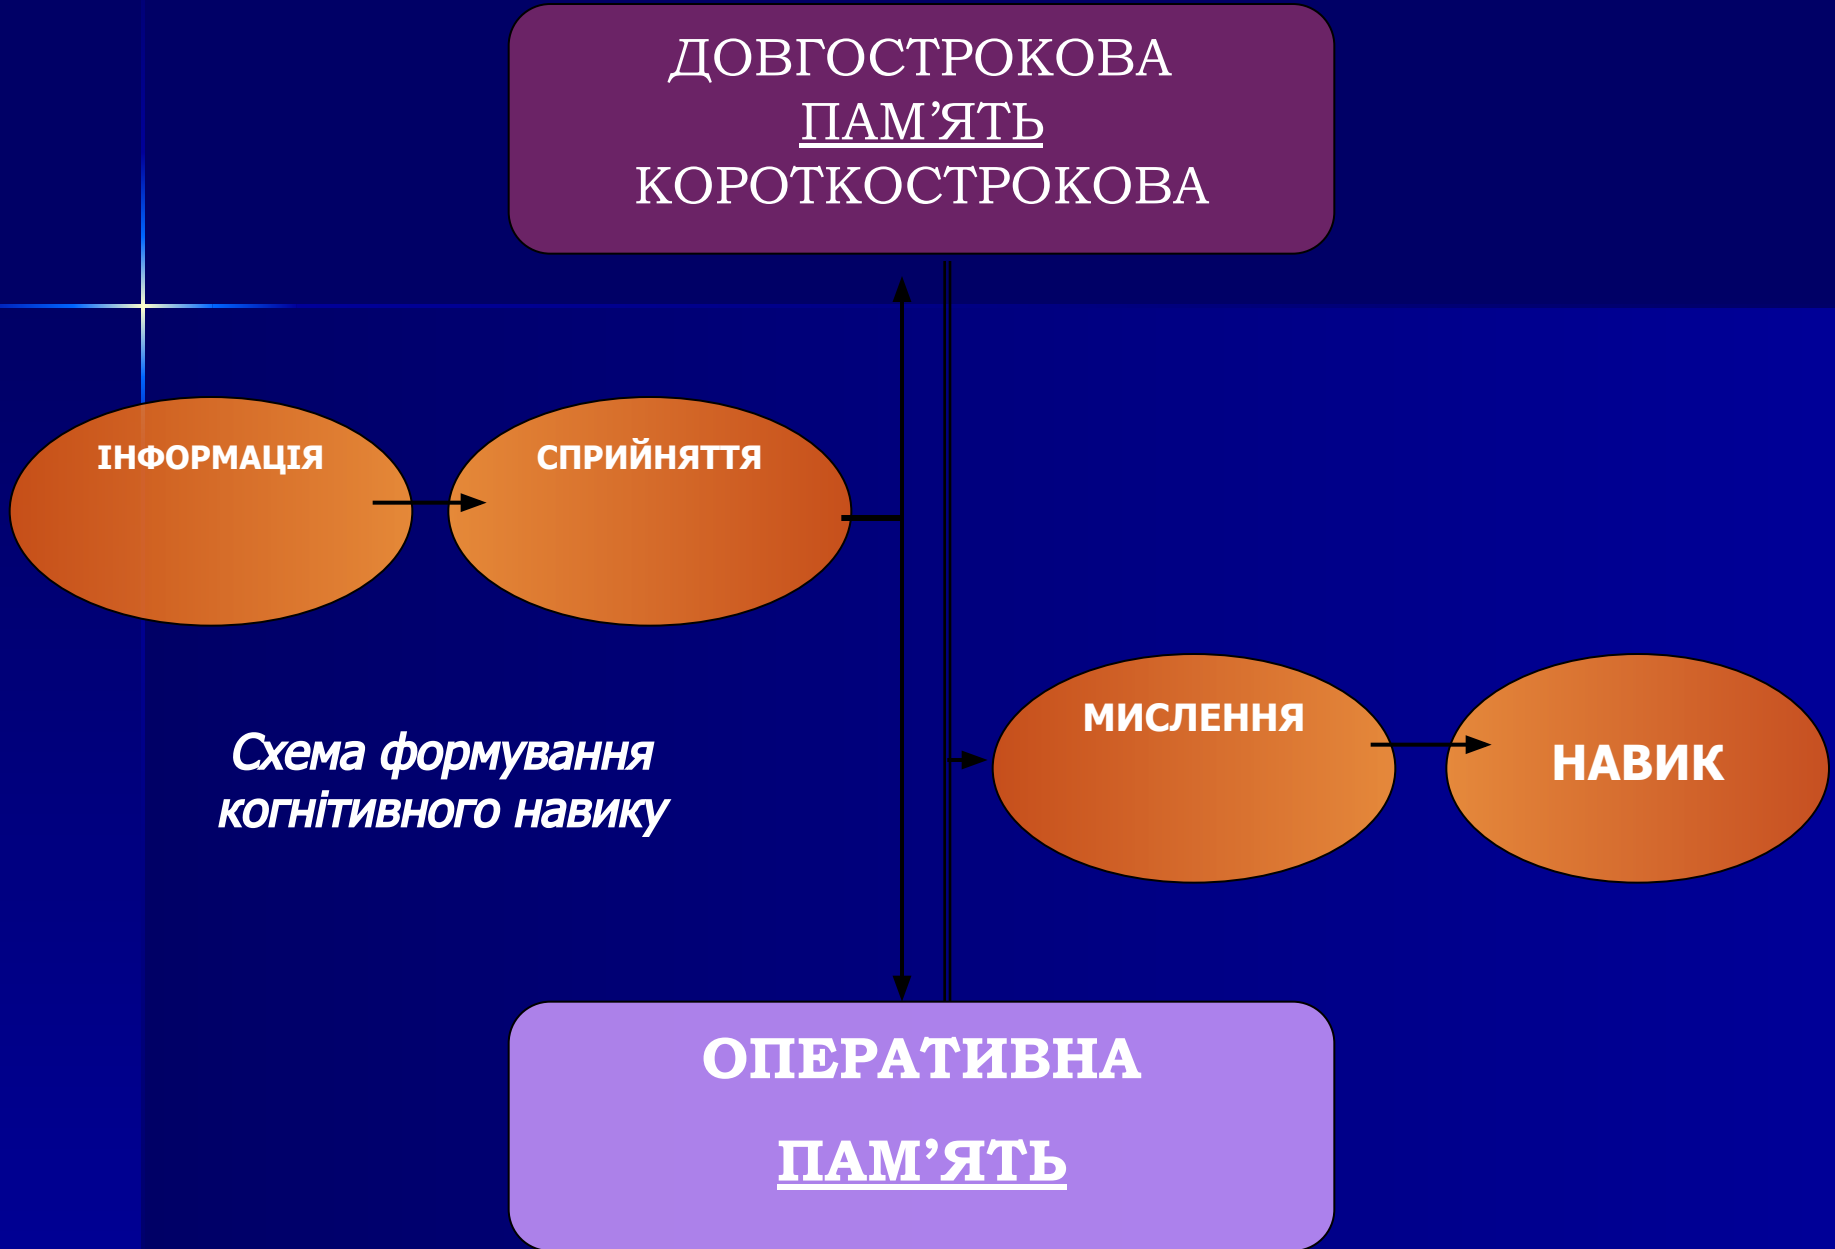 ДОВГОСТРОКОВА
ПАМ’ЯТЬ
КОРОТКОСТРОКОВА
ІНФОРМАЦІЯ
СПРИЙНЯТТЯ
МИСЛЕННЯ
НАВИК
Схема формування
когнітивного навику
ОПЕРАТИВНА
ПАМ’ЯТЬ